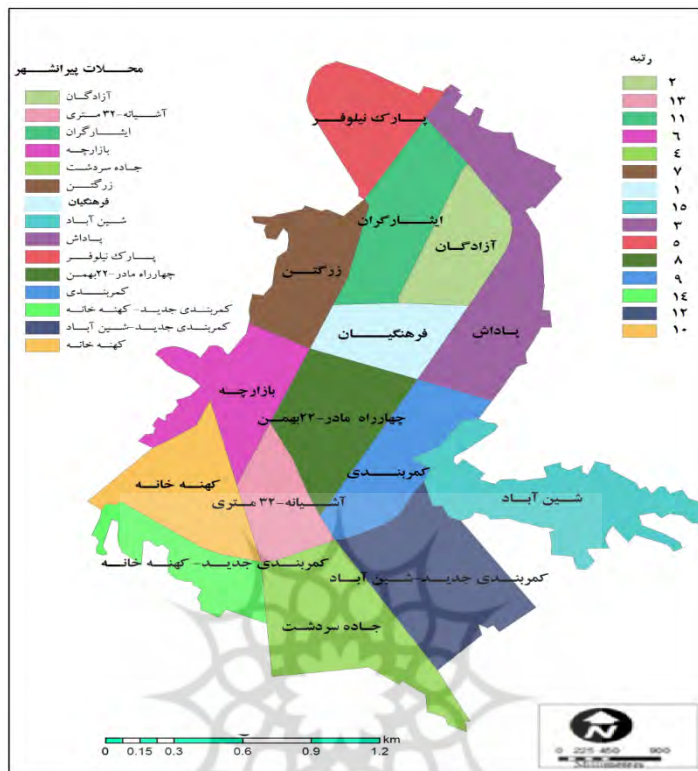 محلات پیرانشهر
آزادگان
آشیانه-۳۲ متری
ایثارگران
بازارچه
جاده سردشت
زرگتن
فرهنگیان
شین آباد
پاداش
پارک نیلوفر
چهارراه مادر-۲۲بهمن
کمربندی
کمربندی جدید- کهنه خانه
کمربندی جدید-شین آباد
کهنه خانه
رتبه
۲
۱۳
۱۱
۶
۴
۷
۱
۱۵
۳
۵
۸
۹
۱۴
۱۲
۱۰
پارک نیلوفر
ایثارگران
آزادگان
زرگتن
فرهنگیان
پاداش
بازارچه
چهارراه مادر-۲۲بهمن
کمربندی
کهنه خانه
شین آباد
آشیانه-۳۲ متری
کمربندی جدید- کهنه خانه
کمربندی جدید-شین آباد
جاده سردشت
km
0 0.15 0.3 0.6 0.9 1.2
N
0 225 450 900